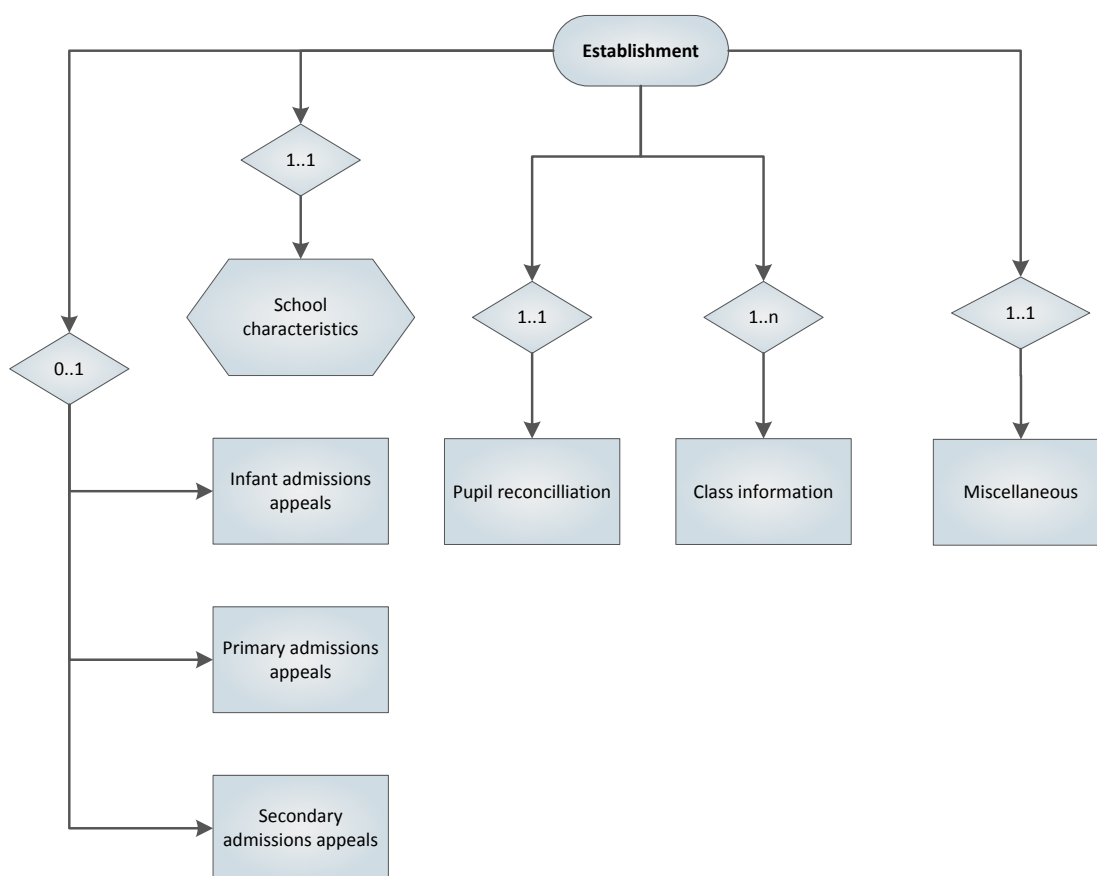 Establishment
1..1
School
characteristics
1..1
1..n
1..1
0..1
Infant admissions
appeals
Pupil reconcilliation
Class information
Miscellaneous
Primary admissions
appeals
Secondary
admissions appeals